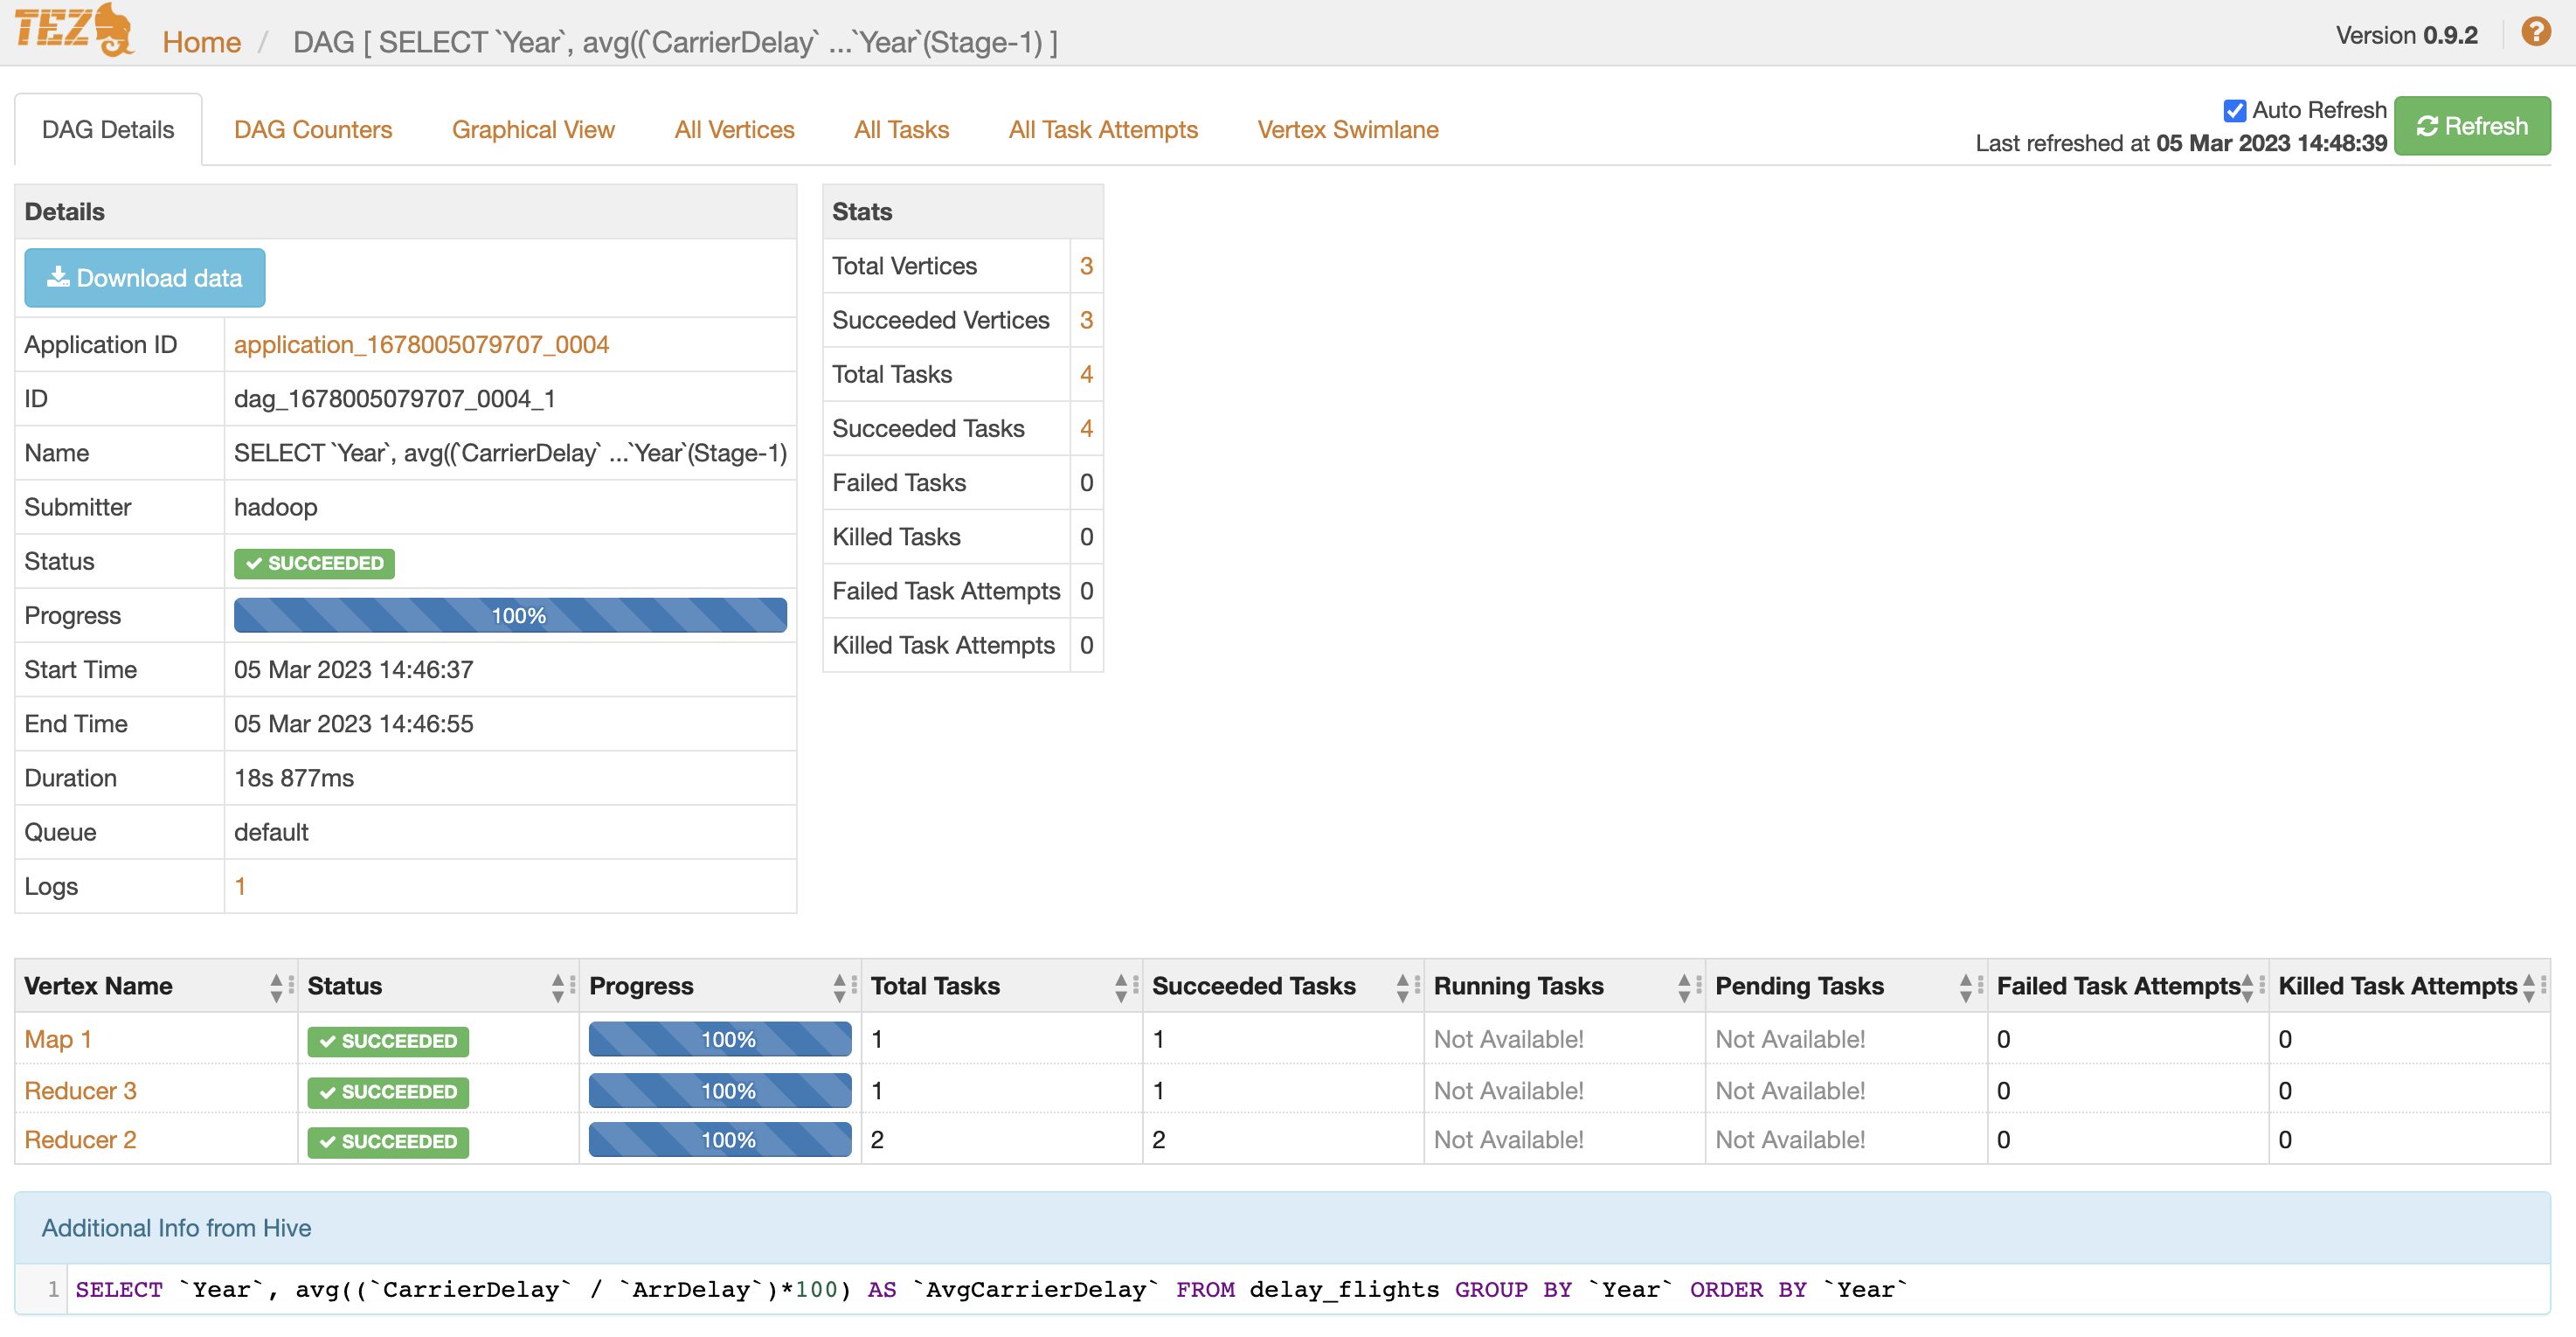 TEZ Home / DAG [ SELECT `Year`, avg((`CarrierDelay` ...`Year`(Stage-1) ] Version 0.9.2 ?
DAG Details DAG Counters Graphical View All Vertices All Tasks All Task Attempts Vertex Swimlane
Auto Refresh
Last refreshed at 05 Mar 2023 14:48:39
Refresh
Details
Download data
Application ID application_1678005079707_0004
ID dag_1678005079707_0004_1
Name SELECT `Year`, avg((`CarrierDelay` ...`Year`(Stage-1)
Submitter hadoop
Status SUCCEEDED
Progress 100%
Start Time 05 Mar 2023 14:46:37
End Time 05 Mar 2023 14:46:55
Duration 18s 877ms
Queue default
Logs 1
Stats
Total Vertices 3
Succeeded Vertices 3
Total Tasks 4
Succeeded Tasks 4
Failed Tasks 0
Killed Tasks 0
Failed Task Attempts 0
Killed Task Attempts 0
Vertex Name Status Progress Total Tasks Succeeded Tasks Running Tasks Pending Tasks Failed Task Attempts Killed Task Attempts
Map 1 SUCCEEDED 100% 1 1 Not Available! Not Available! 0 0
Reducer 3 SUCCEEDED 100% 1 1 Not Available! Not Available! 0 0
Reducer 2 SUCCEEDED 100% 2 2 Not Available! Not Available! 0 0
Additional Info from Hive
1 SELECT `Year`, avg((`CarrierDelay` / `ArrDelay`)*100) AS `AvgCarrierDelay` FROM delay_flights GROUP BY `Year` ORDER BY `Year`